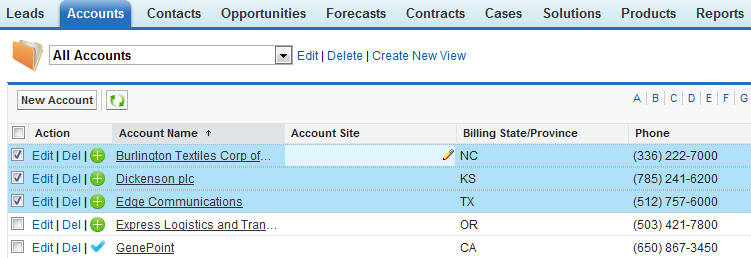 Leads Accounts Contacts Opportunities Forecasts Contracts Cases Solutions Products Reports
All Accounts Edit | Delete | Create New View
New Account A | B | C | D | E | F | G
Action Account Name ↑ Account Site Billing State/Province Phone
Edit | Del | Burlington Textiles Corp of... NC (336) 222-7000
Edit | Del | Dickenson plc KS (785) 241-6200
Edit | Del | Edge Communications TX (512) 757-6000
Edit | Del | Express Logistics and Tran... OR (503) 421-7800
Edit | Del | GenePoint CA (650) 867-3450